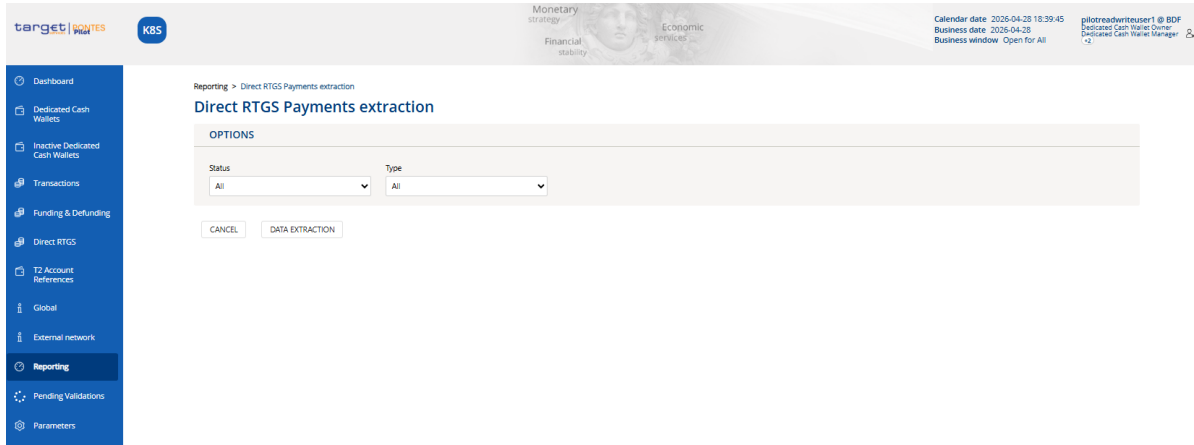 target | PONTES
Pilot
K8S
Monetary
strategy
Economic
services
Financial
stability
Calendar date 2026-04-28 18:39:45
Business date 2026-04-28
Business window Open for All
pilotreadwriteuser1 @ BDF
Dedicated Cash Wallet Owner
Dedicated Cash Wallet Manager
+2
Dashboard
Dedicated Cash
Wallets
Inactive Dedicated
Cash Wallets
Transactions
Funding & Defunding
Direct RTGS
T2 Account
References
Global
External network
Reporting
Pending Validations
Parameters
Reporting > Direct RTGS Payments extraction
Direct RTGS Payments extraction
OPTIONS
Status Type
All All
CANCEL DATA EXTRACTION